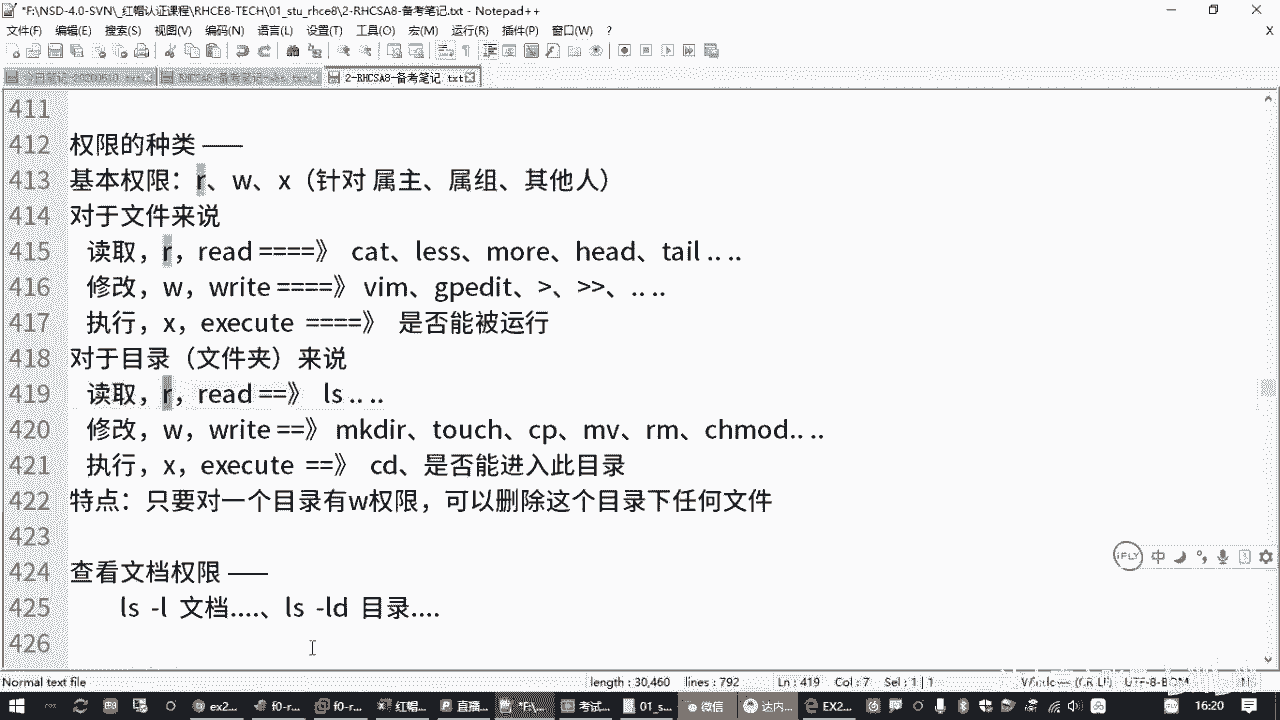 *F:\NSD-4.0-SVN\_红帽认证课程\RHCE8-TECH\01_stu_rhce8\2-RHCSA8-备考笔记.txt - Notepad++
文件(F) 编辑(E) 搜索(S) 视图(V) 编码(N) 语言(L) 设置(T) 工具(O) 宏(M) 运行(R) 插件(P) 窗口(W) ? X
2-RHCSA8-备考笔记.txt
411
412 权限的种类 ——
413 基本权限：r、w、x（针对 属主、属组、其他人）
414 对于文件来说
415 读取，r，read ====》 cat、less、more、head、tail .. ..
416 修改，w，write ====》 vim、gpedit、>、>>、.. ..
417 执行，x，execute ====》 是否能被运行
418 对于目录（文件夹）来说
419 读取，r，read ==》 ls .. ..
420 修改，w，write ==》 mkdir、touch、cp、mv、rm、chmod.. ..
421 执行，x，execute ==》 cd、是否能进入此目录
422 特点：只要对一个目录有w权限，可以删除这个目录下任何文件
423
424 查看文档权限 ——
425 ls -l 文档....、ls -ld 目录....
426
iFLY 中
Normal text file length : 30,460 lines : 792 Ln : 419 Col : 7 Sel : 1 | 1 UTF-8-BOM
ex2... f0-r... f0-r... 红帽... 直播... *F:\... 考试... 01_s... 微信 达内... EX2... 16:20